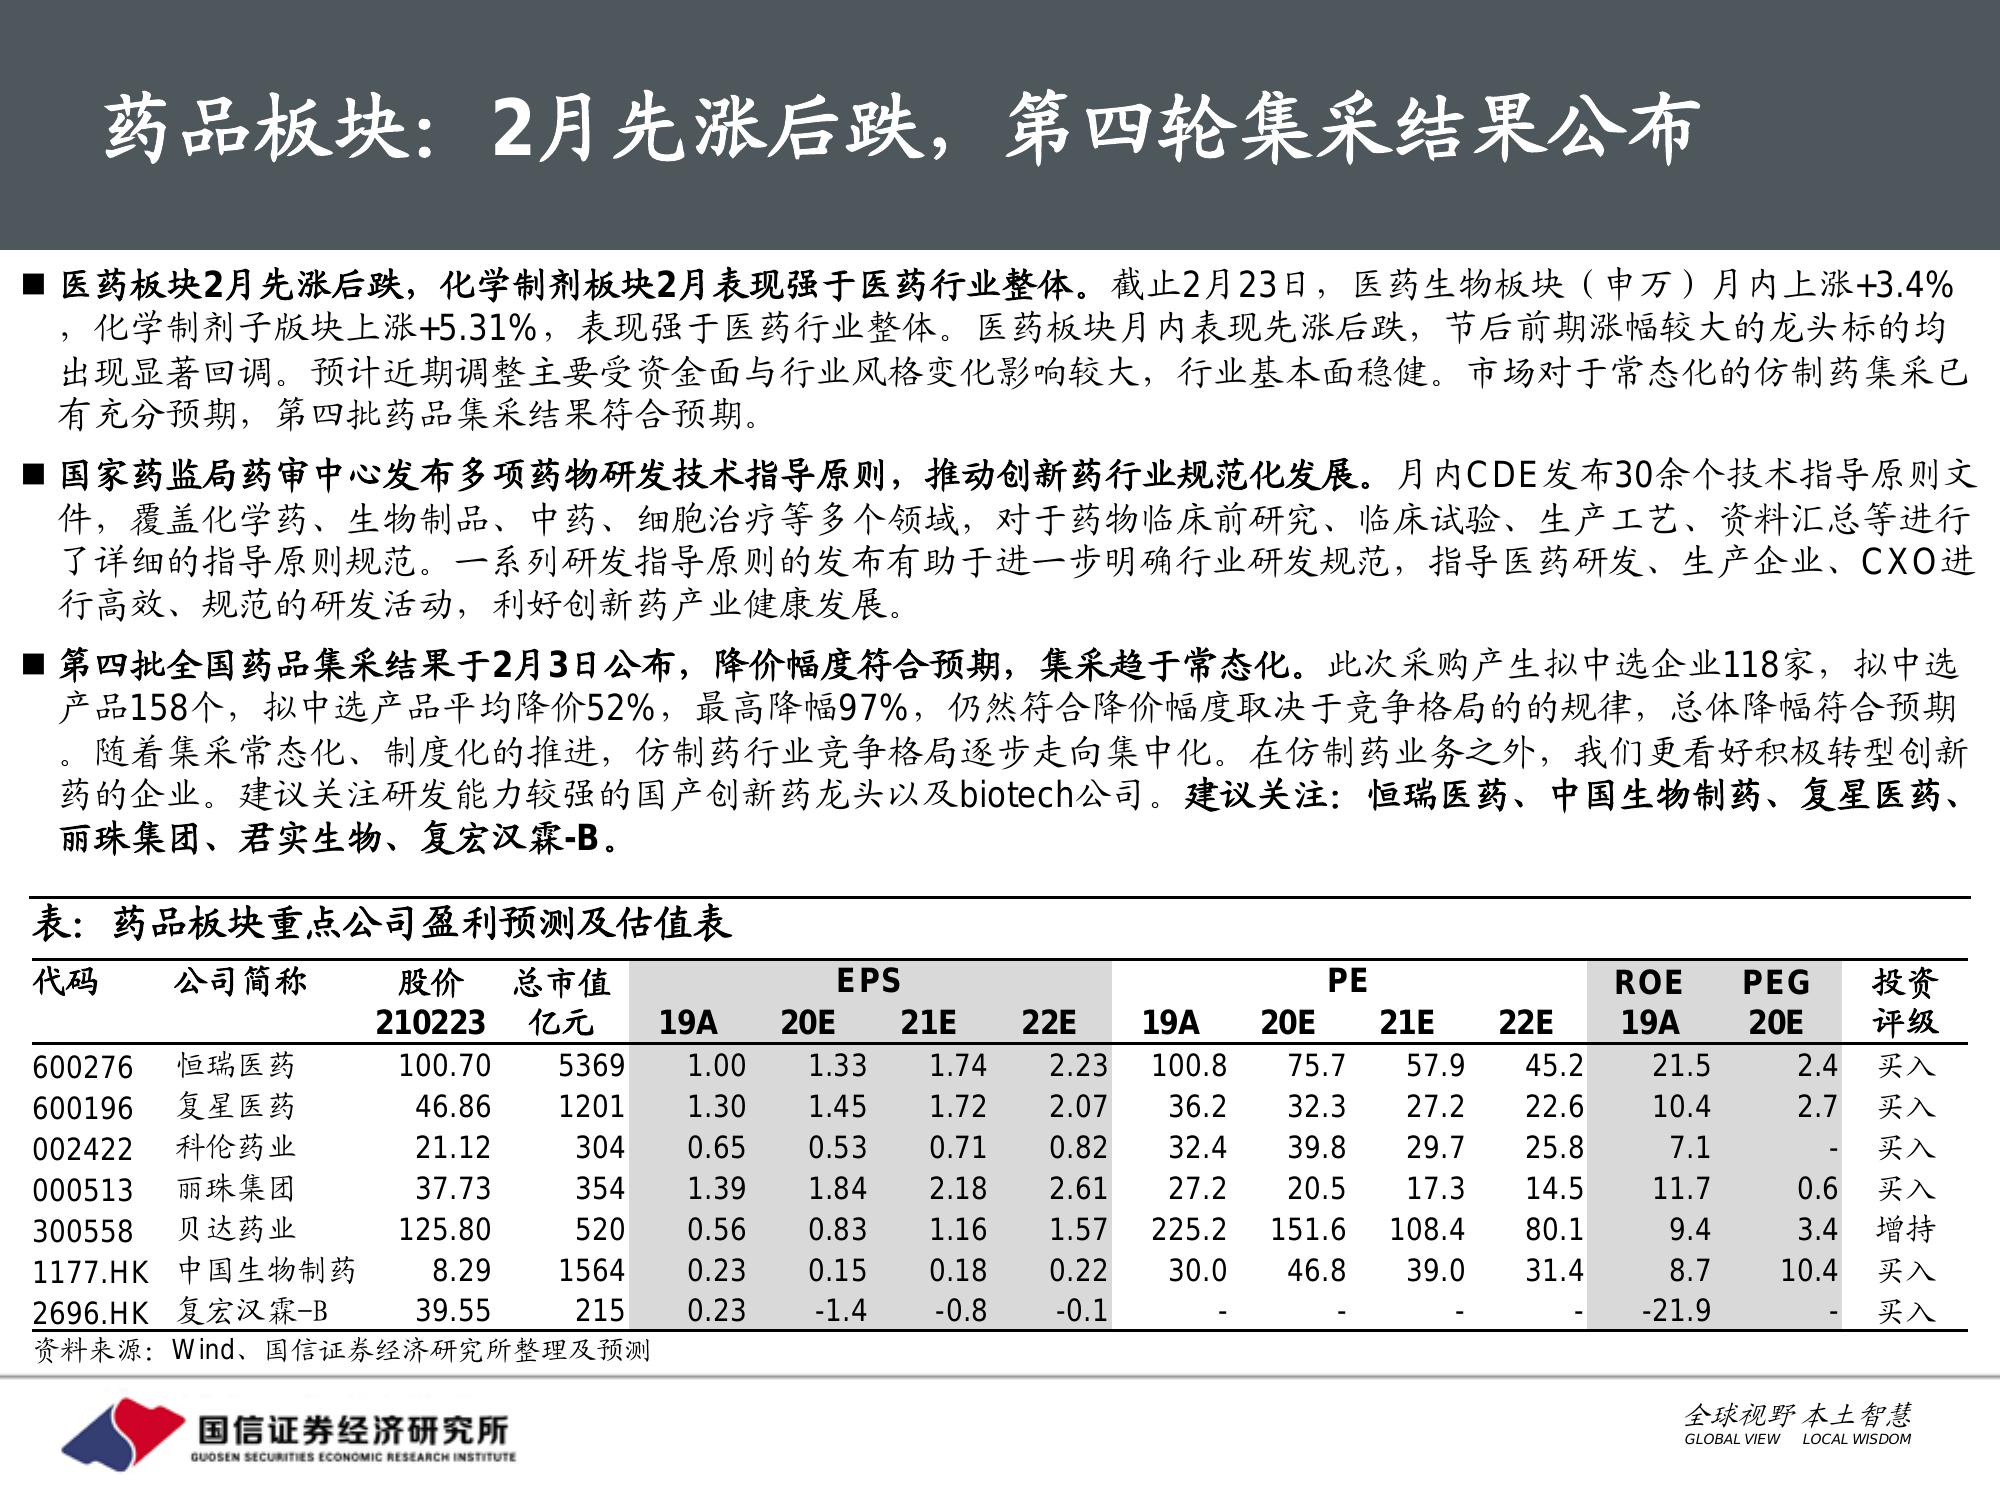 药品板块：2月先涨后跌，第四轮集采结果公布
■ 医药板块2月先涨后跌，化学制剂板块2月表现强于医药行业整体。截止2月23日，医药生物板块（申万）月内上涨+3.4%
，化学制剂子版块上涨+5.31%，表现强于医药行业整体。医药板块月内表现先涨后跌，节后前期涨幅较大的龙头标的均
出现显著回调。预计近期调整主要受资金面与行业风格变化影响较大，行业基本面稳健。市场对于常态化的仿制药集采已
有充分预期，第四批药品集采结果符合预期。
■ 国家药监局药审中心发布多项药物研发技术指导原则，推动创新药行业规范化发展。月内CDE发布30余个技术指导原则文
件，覆盖化学药、生物制品、中药、细胞治疗等多个领域，对于药物临床前研究、临床试验、生产工艺、资料汇总等进行
了详细的指导原则规范。一系列研发指导原则的发布有助于进一步明确行业研发规范，指导医药研发、生产企业、CXO进
行高效、规范的研发活动，利好创新药产业健康发展。
■ 第四批全国药品集采结果于2月3日公布，降价幅度符合预期，集采趋于常态化。此次采购产生拟中选企业118家，拟中选
产品158个，拟中选产品平均降价52%，最高降幅97%，仍然符合降价幅度取决于竞争格局的的规律，总体降幅符合预期
。随着集采常态化、制度化的推进，仿制药行业竞争格局逐步走向集中化。在仿制药业务之外，我们更看好积极转型创新
药的企业。建议关注研发能力较强的国产创新药龙头以及biotech公司。建议关注：恒瑞医药、中国生物制药、复星医药、
丽珠集团、君实生物、复宏汉霖-B。
表：药品板块重点公司盈利预测及估值表
代码 公司简称 股价 总市值 EPS PE ROE PEG 投资
210223 亿元 19A 20E 21E 22E 19A 20E 21E 22E 19A 20E 评级
600276 恒瑞医药 100.70 5369 1.00 1.33 1.74 2.23 100.8 75.7 57.9 45.2 21.5 2.4 买入
600196 复星医药 46.86 1201 1.30 1.45 1.72 2.07 36.2 32.3 27.2 22.6 10.4 2.7 买入
002422 科伦药业 21.12 304 0.65 0.53 0.71 0.82 32.4 39.8 29.7 25.8 7.1 - 买入
000513 丽珠集团 37.73 354 1.39 1.84 2.18 2.61 27.2 20.5 17.3 14.5 11.7 0.6 买入
300558 贝达药业 125.80 520 0.56 0.83 1.16 1.57 225.2 151.6 108.4 80.1 9.4 3.4 增持
1177.HK 中国生物制药 8.29 1564 0.23 0.15 0.18 0.22 30.0 46.8 39.0 31.4 8.7 10.4 买入
2696.HK 复宏汉霖-B 39.55 215 0.23 -1.4 -0.8 -0.1 - - - - -21.9 - 买入
资料来源：Wind、国信证券经济研究所整理及预测
国信证券经济研究所
GUOSEN SECURITIES ECONOMIC RESEARCH INSTITUTE
全球视野 本土智慧
GLOBAL VIEW LOCAL WISDOM